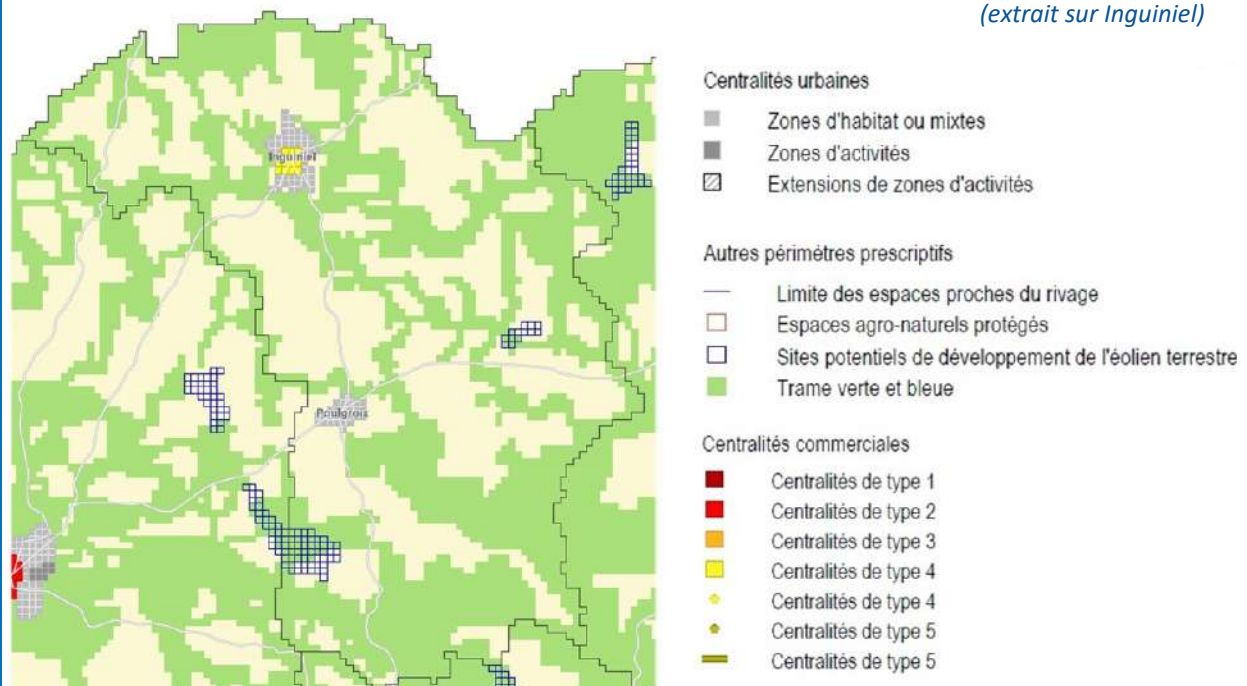 (extrait sur Inguiniel)
Centralités urbaines
Zones d'habitat ou mixtes
Zones d'activités
Extensions de zones d'activités
Autres périmètres prescriptifs
Limite des espaces proches du rivage
Espaces agro-naturels protégés
Sites potentiels de développement de l'éolien terrestre
Trame verte et bleue
Centralités commerciales
Centralités de type 1
Centralités de type 2
Centralités de type 3
Centralités de type 4
Centralités de type 4
Centralités de type 5
Centralités de type 5
Inguiniel
Poulgroix